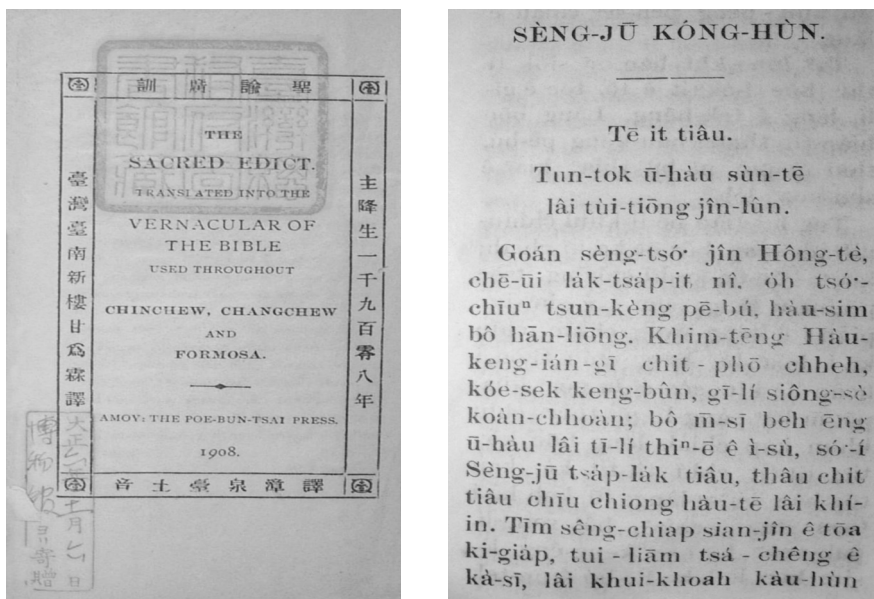 聖諭廣訓
主降生一千九百零八年
THE
SACRED EDICT.
TRANSLATED INTO THE
VERNACULAR OF
THE BIBLE
USED THROUGHOUT
CHINCHEW, CHANGCHEW
AND
FORMOSA.
AMOY: THE POE-BUN-TSAI PRESS.
1908.
臺灣臺南新樓甘爲霖譯
譯漳泉臺土音
SÈNG-JŪ KÓNG-HÙN.
Tē it tiâu.
Tun-tok ū-hàu sùn-tē
lâi tùi-tiōng jîn-lûn.
Goán sèng-tsó͘ jîn Hông-tè,
chē-ūi la̍k-tsa̍p-it nî. o̍h tsó͘-
chīuⁿ tsun-kèng pē-bú, hàu-sim
bô hān-liōng. Khim-tēng Hàu-
keng-ián-gī chit-phō chheh,
kóe-sek keng-bûn, gī-lí siông-sè
koàn-chhoàn; bô m̄-sī beh ēng
ū-hàu lâi tī-lí thiⁿ-ē ê ì-sù, só͘-í
Sèng-jū tsa̍p-la̍k tiâu, thâu chit
tiâu chīu chiong hàu-tē lâi khí-
in. Tīm sêng-chiap sian-jîn ê tōa
ki-gia̍p, tui-liām tsá-chêng ê
kà-sī, lâi khui-khoah kàu-hùn